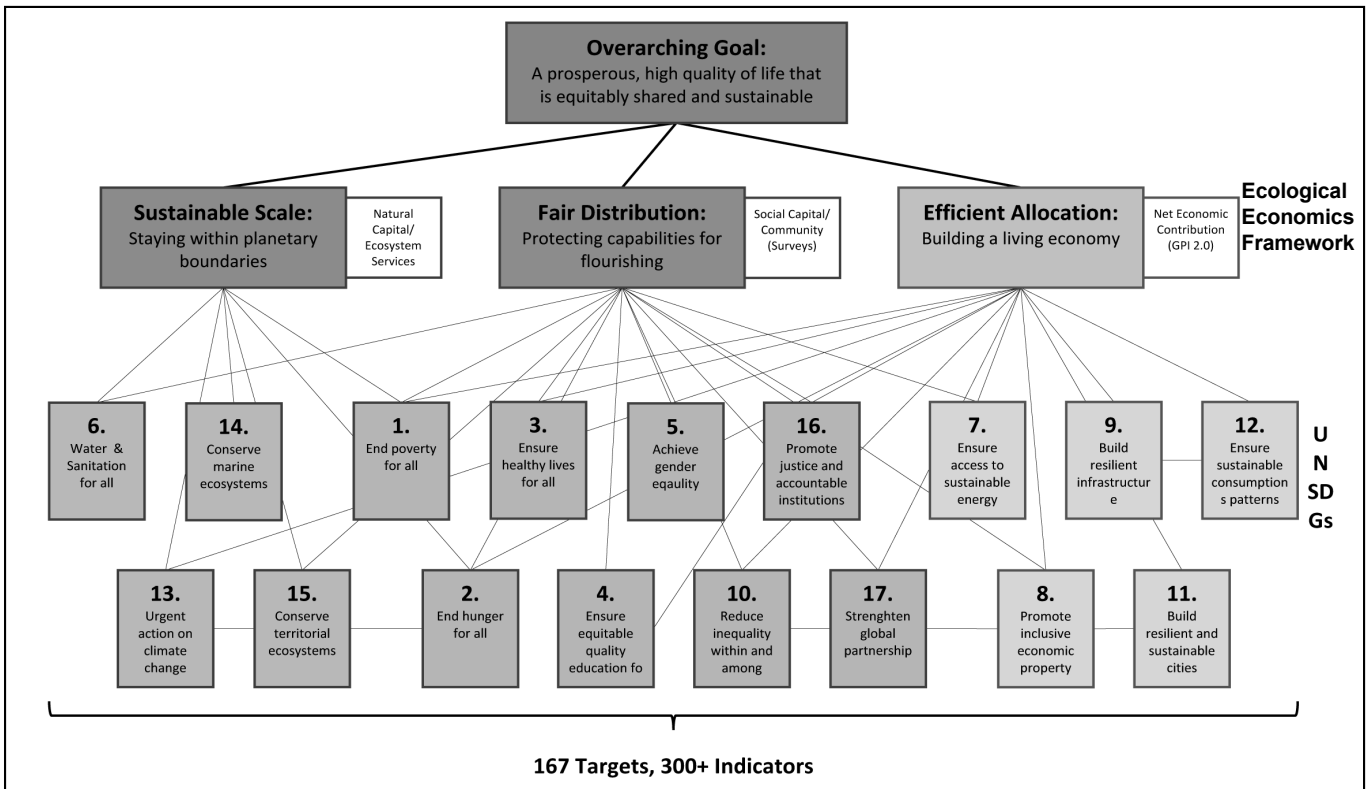 Overarching Goal:
A prosperous, high quality of life that
is equitably shared and sustainable
Sustainable Scale:
Staying within planetary
boundaries
Natural
Capital/
Ecosystem
Services
Fair Distribution:
Protecting capabilities for
flourishing
Social Capital/
Community
(Surveys)
Efficient Allocation:
Building a living economy
Net Economic
Contribution
(GPI 2.0)
Ecological
Economics
Framework
6.
Water & 
Sanitation
for all
14.
Conserve
marine
ecosystems
1.
End poverty
for all
3.
Ensure
healthy lives
for all
5.
Achieve
gender
eqaulity
16.
Promote
justice and
accountable
institutions
7.
Ensure
access to
sustainable
energy
9.
Build
resilient
infrastructur
e
12.
Ensure
sustainable
consumption
s patterns
U
N
SD
Gs
13.
Urgent
action on
climate
change
15.
Conserve
territorial
ecosystems
2.
End hunger
for all
4.
Ensure
equitable
quality
education fo
10.
Reduce
inequality
within and
among
17.
Strenghten
global
partnership
8.
Promote
inclusive
economic
property
11.
Build
resilient and
sustainable
cities
167 Targets, 300+ Indicators